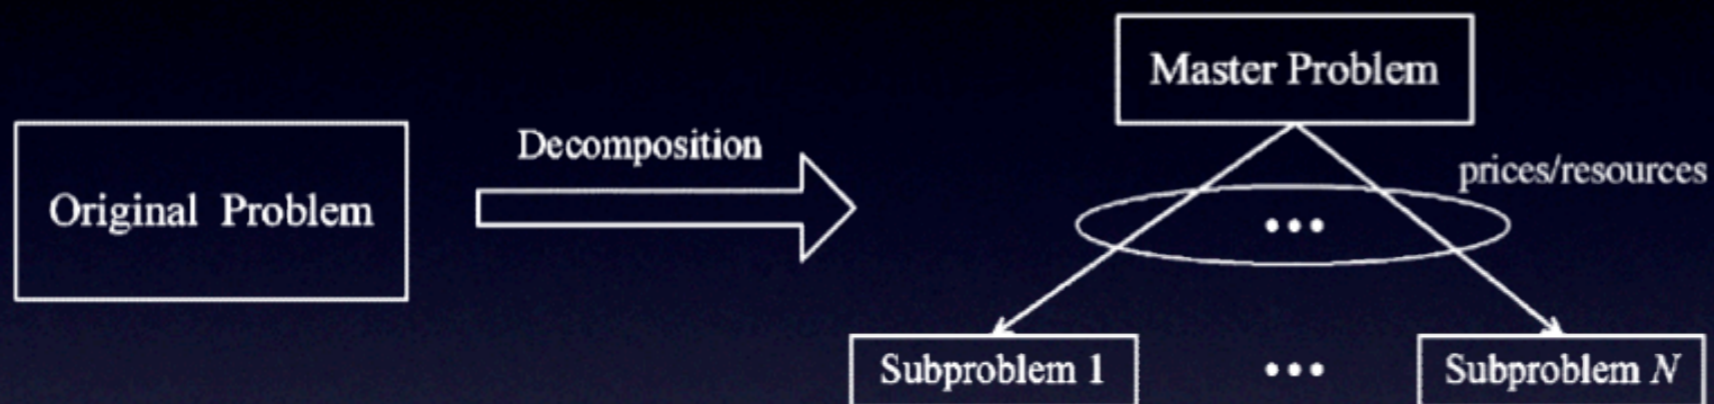 Master Problem
Decomposition
prices/resources
Original Problem
...
Subproblem 1
...
Subproblem N